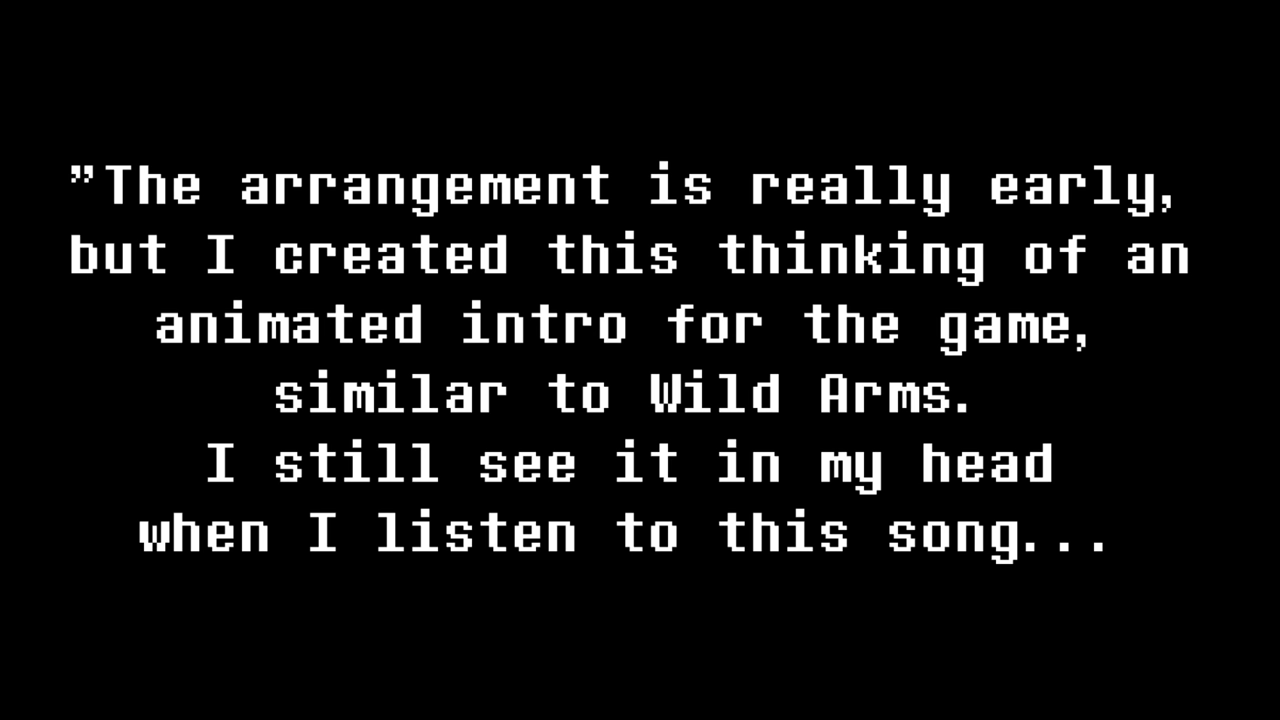 "The arrangement is really early,
but I created this thinking of an
animated intro for the game,
similar to Wild Arms.
I still see it in my head
when I listen to this song...